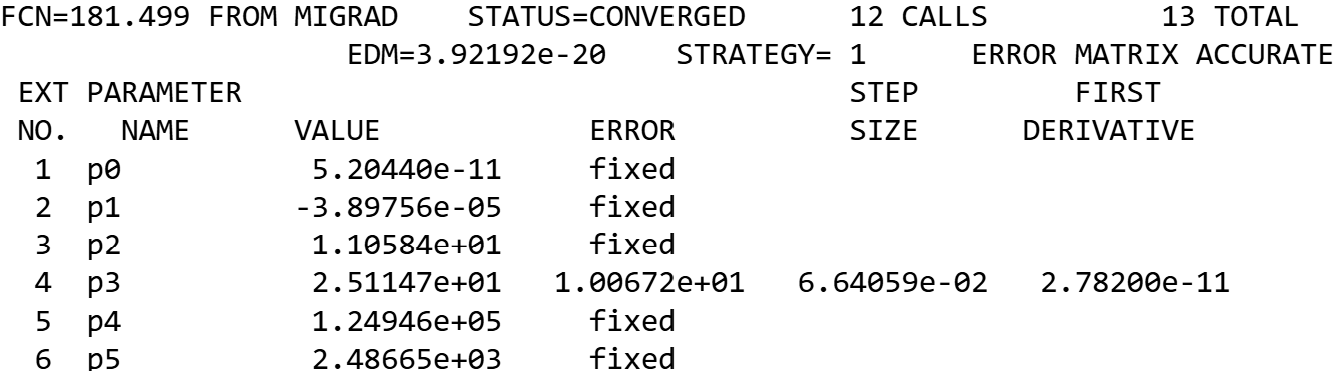 FCN=181.499 FROM MIGRAD    STATUS=CONVERGED      12 CALLS          13 TOTAL
                    EDM=3.92192e-20    STRATEGY= 1      ERROR MATRIX ACCURATE
 EXT PARAMETER                                   STEP         FIRST
 NO.   NAME      VALUE            ERROR          SIZE      DERIVATIVE
  1  p0           5.20440e-11     fixed
  2  p1          -3.89756e-05     fixed
  3  p2           1.10584e+01     fixed
  4  p3           2.51147e+01   1.00672e+01   6.64059e-02   2.78200e-11
  5  p4           1.24946e+05     fixed
  6  p5           2.48665e+03     fixed